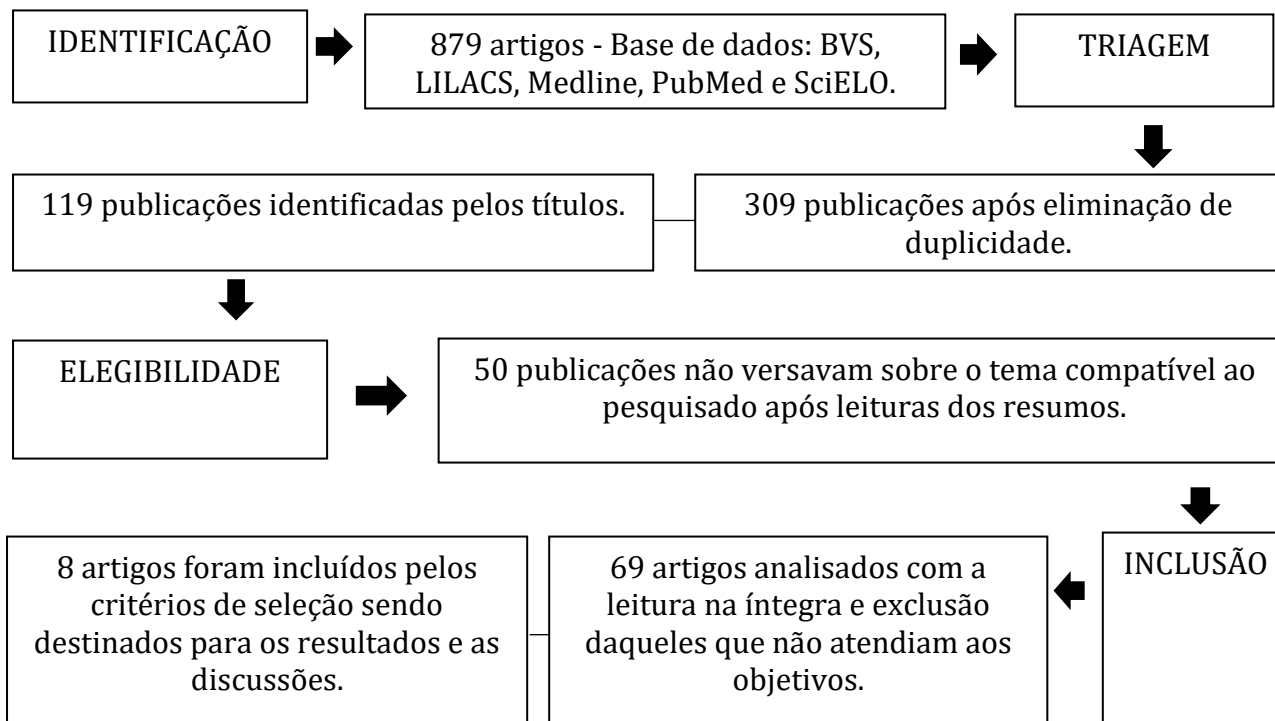 IDENTIFICAÇÃO
879 artigos - Base de dados: BVS,
LILACS, Medline, PubMed e SciELO.
TRIAGEM
309 publicações após eliminação de
duplicidade.
119 publicações identificadas pelos títulos.
ELEGIBILIDADE
50 publicações não versavam sobre o tema compatível ao
pesquisado após leituras dos resumos.
INCLUSÃO
69 artigos analisados com a
leitura na íntegra e exclusão
daqueles que não atendiam aos
objetivos.
8 artigos foram incluídos pelos
critérios de seleção sendo
destinados para os resultados e as
discussões.